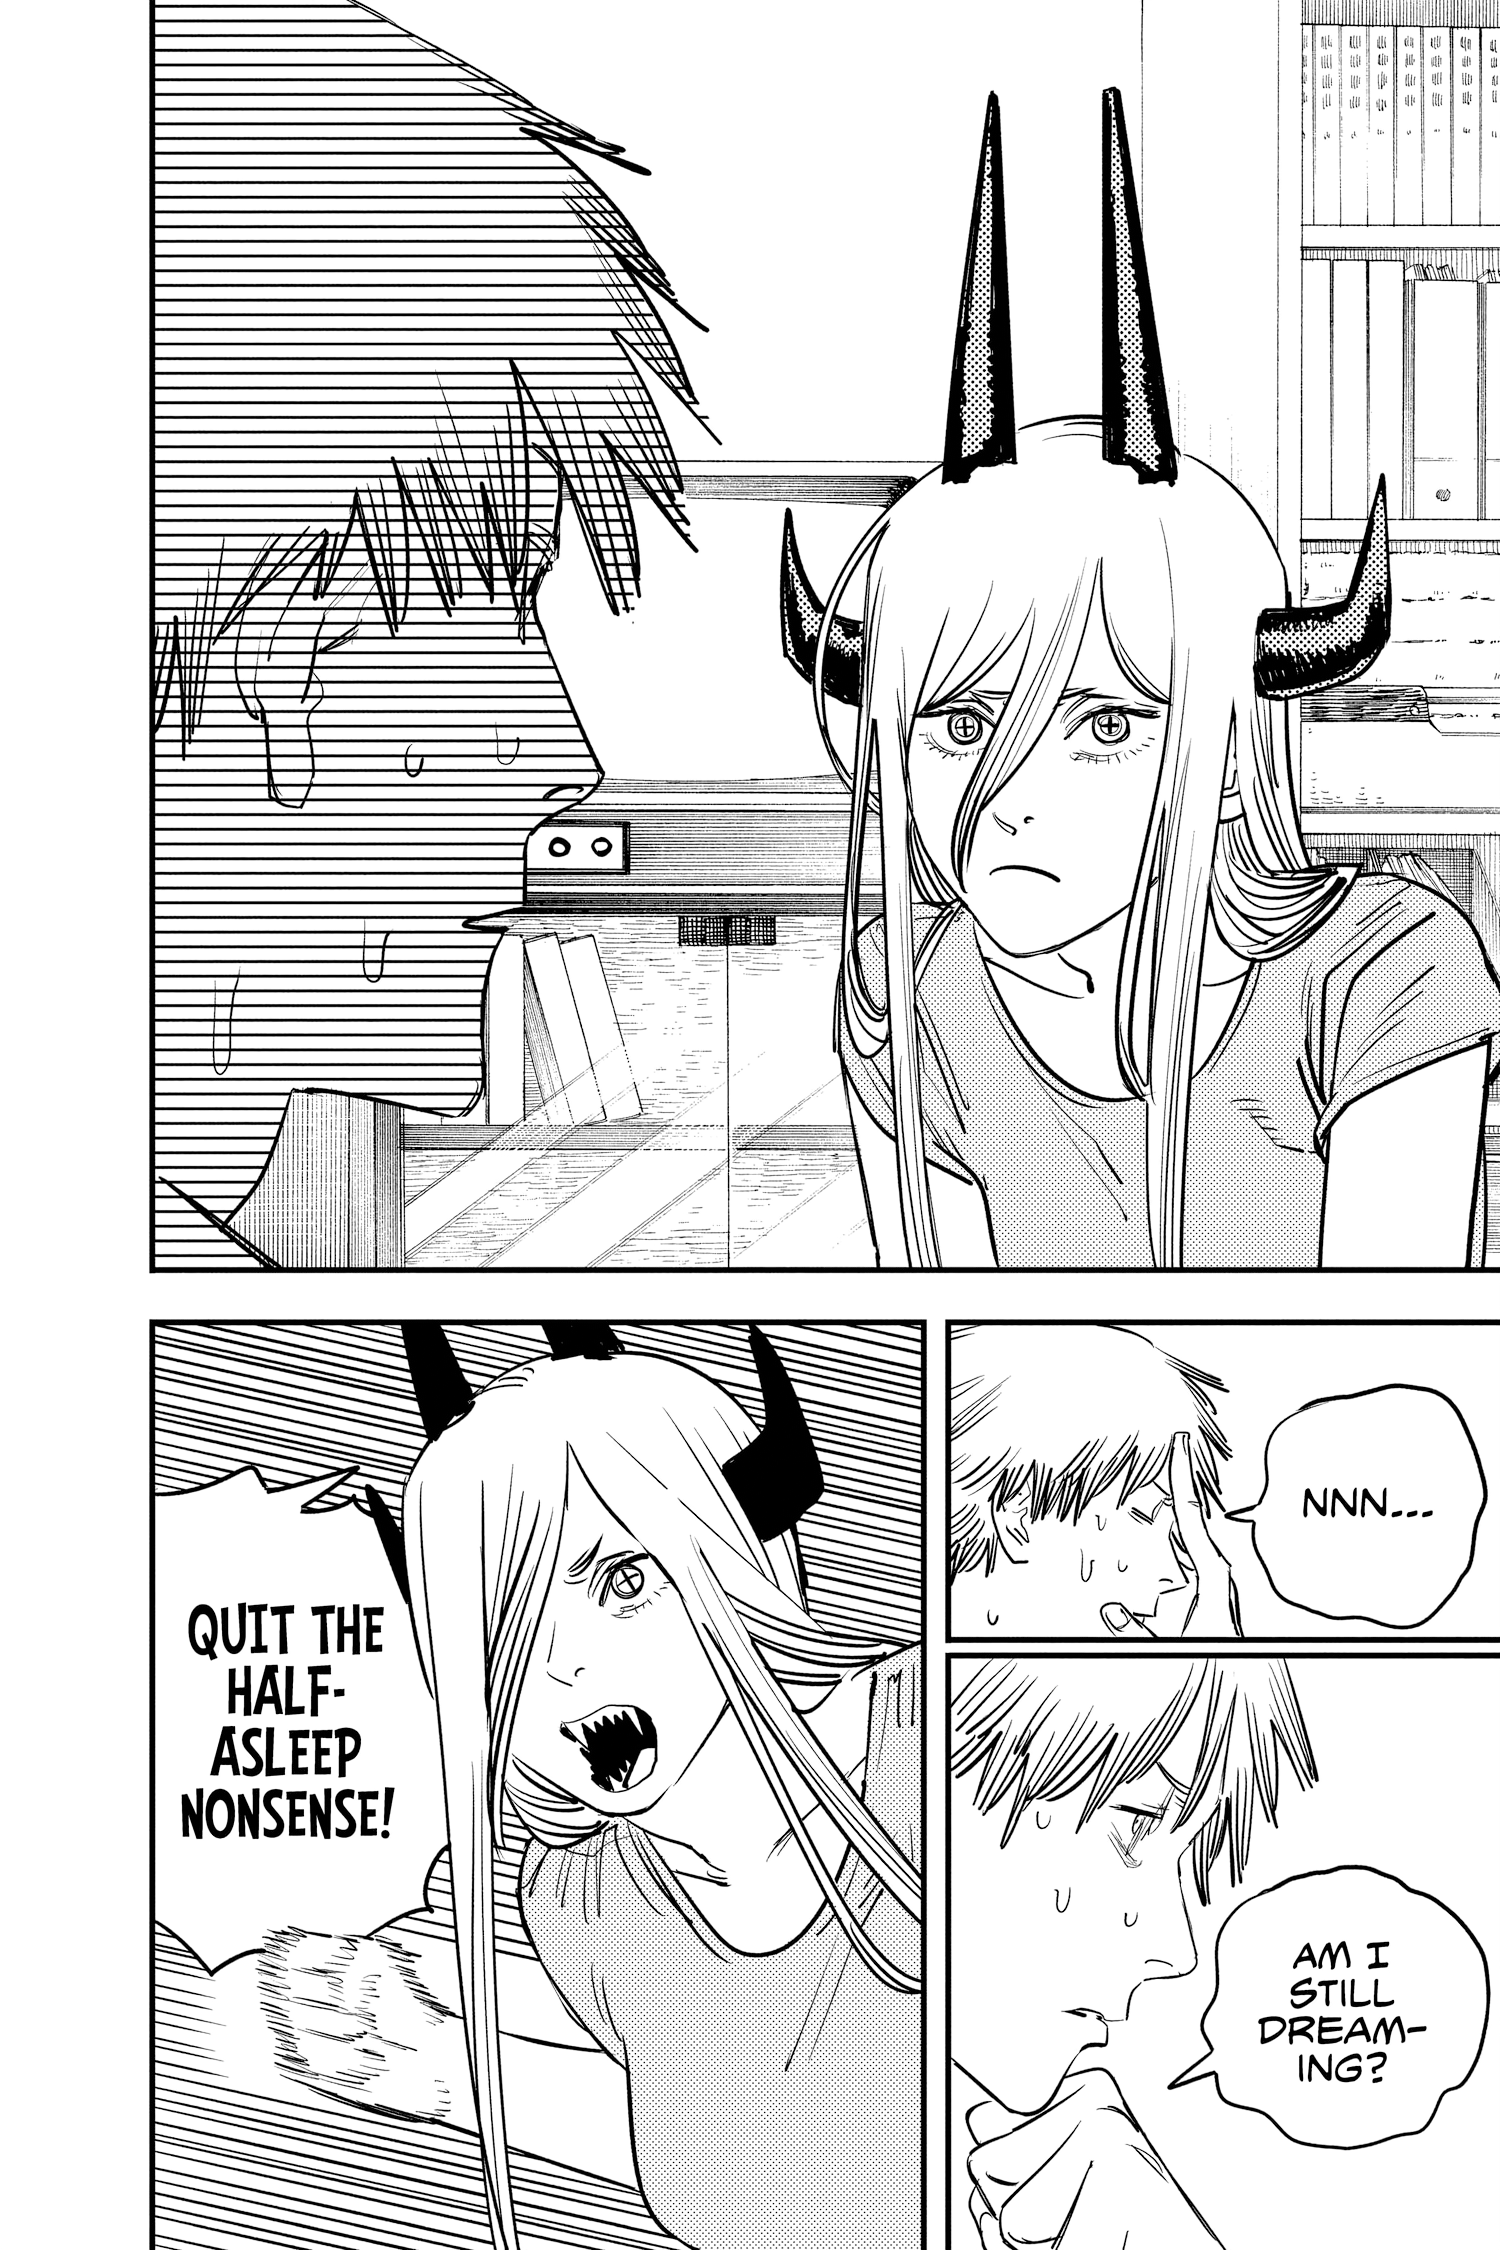 NNN...
AM I
STILL
DREAM-
ING?
QUIT THE
HALF-
ASLEEP
NONSENSE!